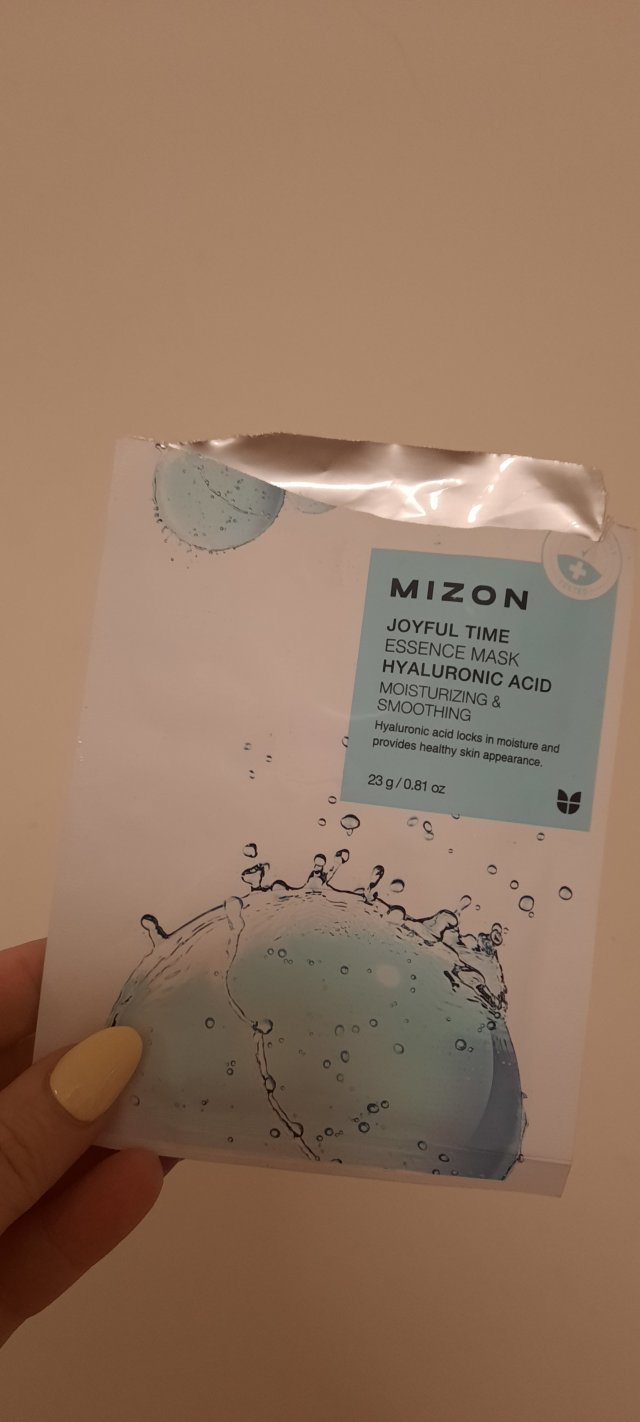 MIZON
JOYFUL TIME
ESSENCE MASK
HYALURONIC ACID
MOISTURIZING &
SMOOTHING
Hyaluronic acid locks in moisture and
provides healthy skin appearance.
23 g / 0.81 oz
TESTED